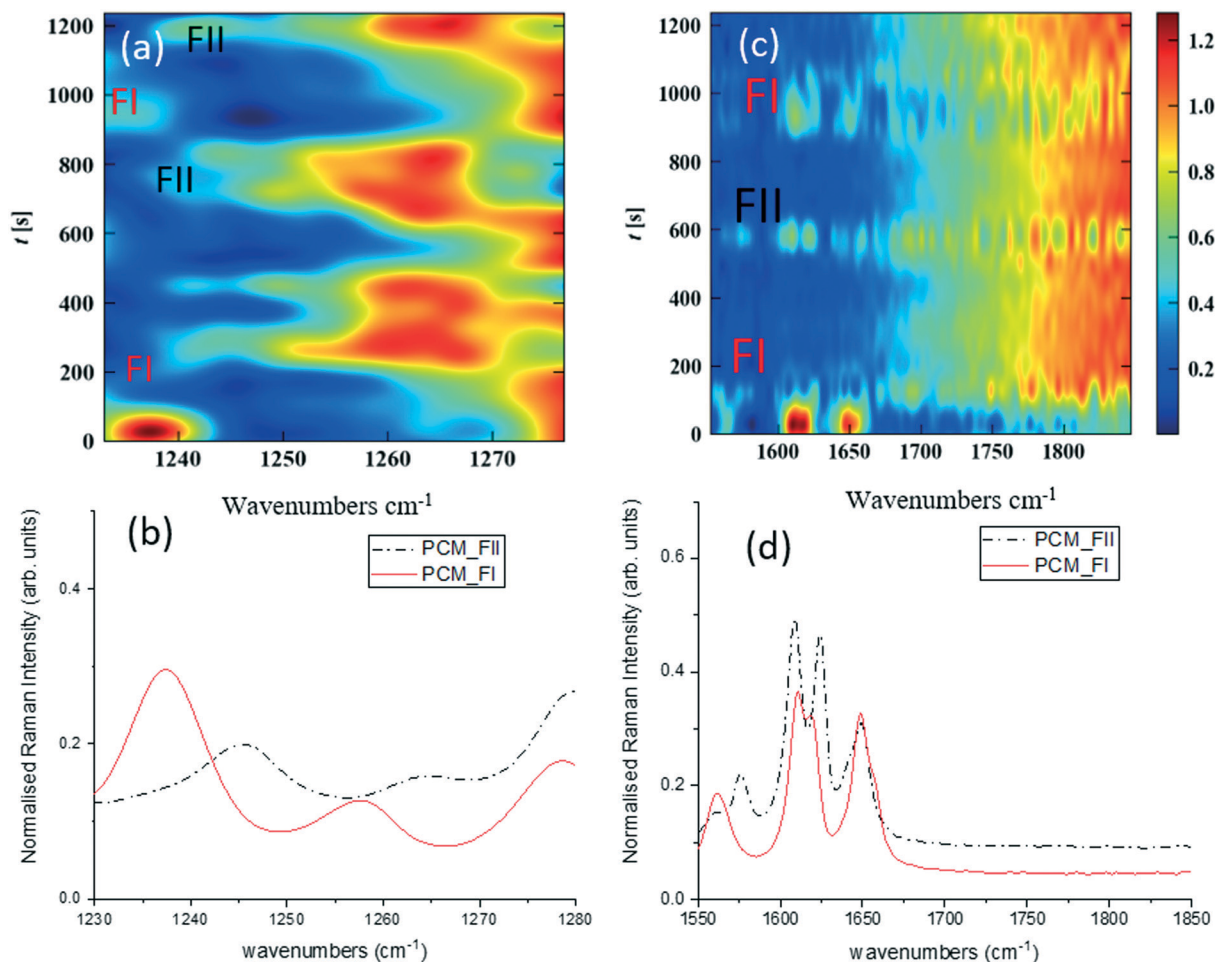 (a)
FII
FI
FII
FI
t [s]
1200
1000
800
600
400
200
0
1240
1250
1260
1270
Wavenumbers cm-1
(c)
FI
FII
FI
t [s]
1200
1000
800
600
400
200
0
1600
1650
1700
1750
1800
1.2
1.0
0.8
0.6
0.4
0.2
Wavenumbers cm-1
(b)
PCM_FII
PCM_FI
Normalised Raman Intensity (arb. units)
0.4
0.2
0.0
1230
1240
1250
1260
1270
1280
wavenumbers (cm-1)
(d)
PCM_FII
PCM_FI
Normalised Raman Intensity (arb. units)
0.6
0.4
0.2
0.0
1550
1600
1650
1700
1750
1800
1850
wavenumbers (cm-1)